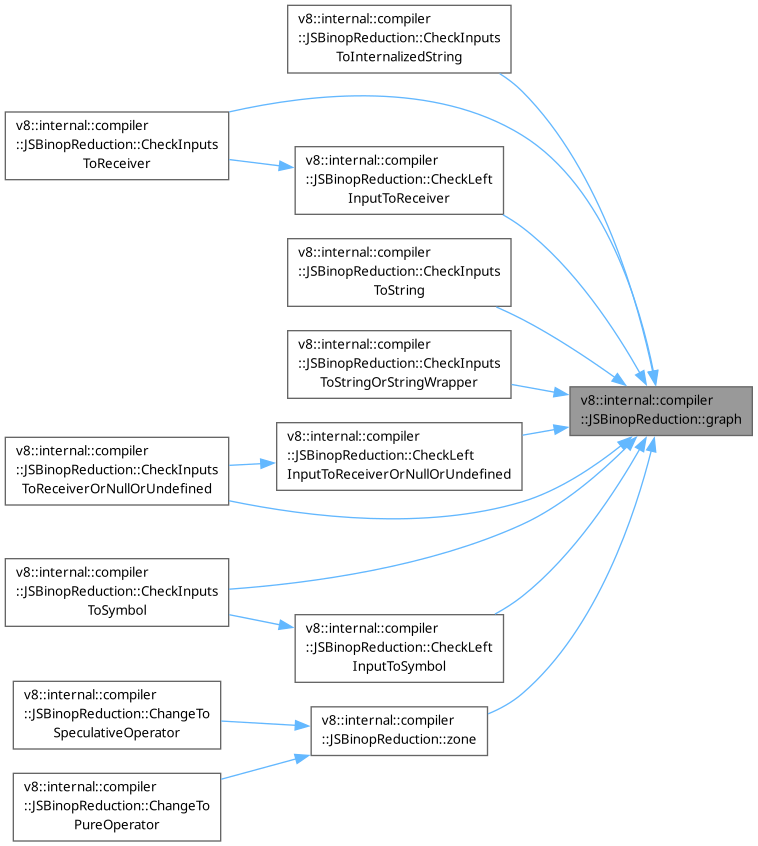 v8::internal::compiler
::JSBinopReduction::CheckInputs
ToInternalizedString
v8::internal::compiler
::JSBinopReduction::CheckInputs
ToReceiver
v8::internal::compiler
::JSBinopReduction::CheckLeft
InputToReceiver
v8::internal::compiler
::JSBinopReduction::CheckInputs
ToString
v8::internal::compiler
::JSBinopReduction::CheckInputs
ToStringOrStringWrapper
v8::internal::compiler
::JSBinopReduction::graph
v8::internal::compiler
::JSBinopReduction::CheckLeft
InputToReceiverOrNullOrUndefined
v8::internal::compiler
::JSBinopReduction::CheckInputs
ToReceiverOrNullOrUndefined
v8::internal::compiler
::JSBinopReduction::CheckInputs
ToSymbol
v8::internal::compiler
::JSBinopReduction::CheckLeft
InputToSymbol
v8::internal::compiler
::JSBinopReduction::ChangeTo
SpeculativeOperator
v8::internal::compiler
::JSBinopReduction::zone
v8::internal::compiler
::JSBinopReduction::ChangeTo
PureOperator